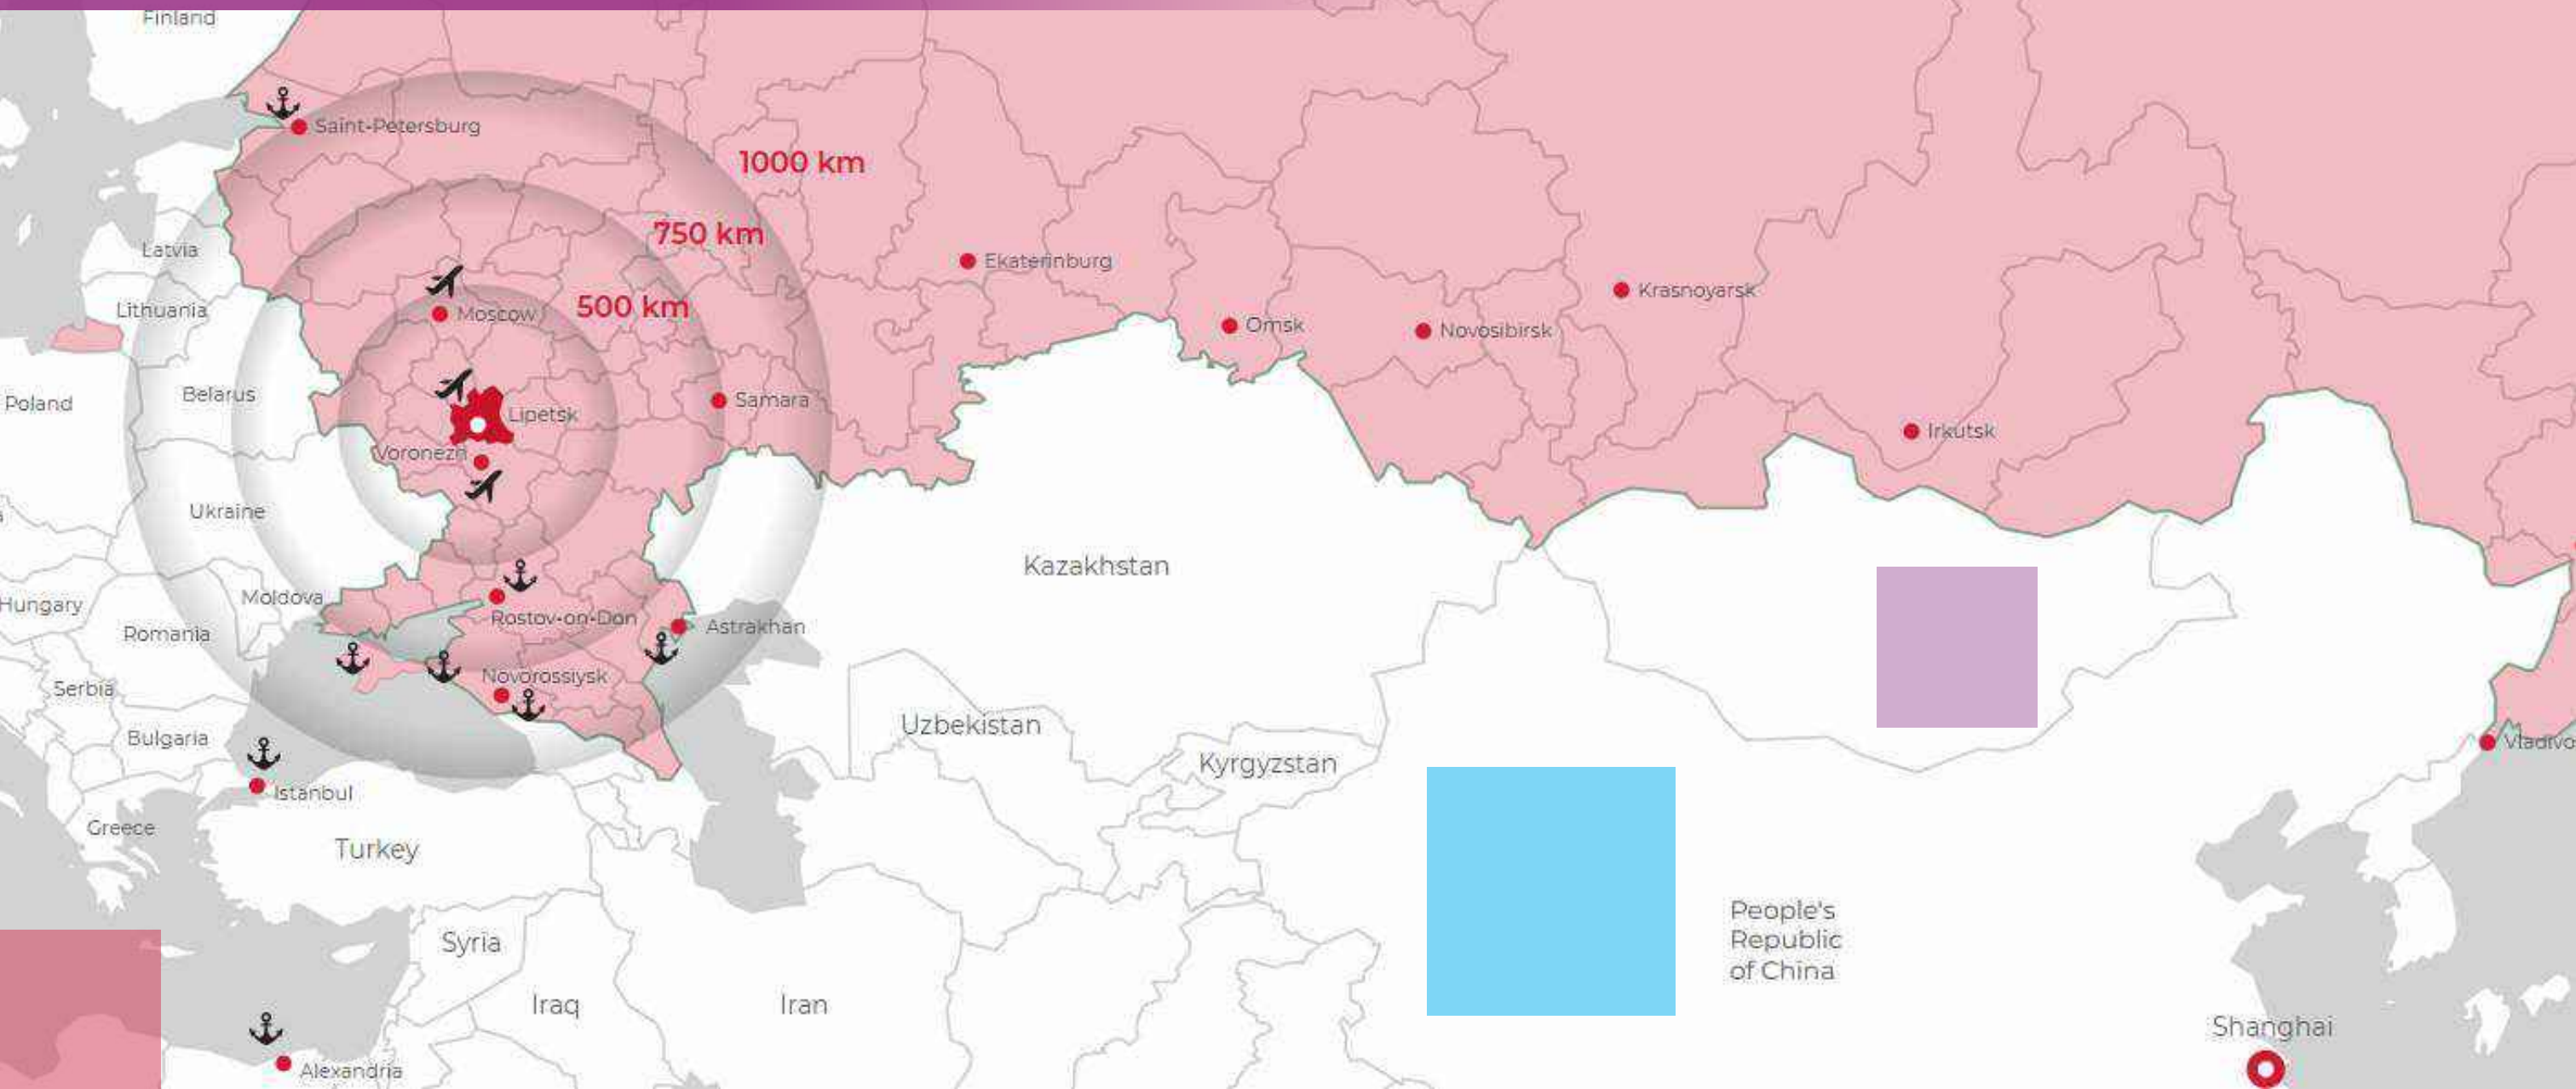 Finland
Saint-Petersburg
1000 km
750 km
Latvia
Ekaterinburg
Krasnoyarsk
500 km
Lithuania
Moscow
Omsk
Novosibirsk
Belarus
Poland
Samara
Lipetsk
Irkutsk
Voronezh
Ukraine
Kazakhstan
Moldova
Hungary
Rostov-on-Don
Astrakhan
Romania
Novorossiysk
Serbia
Uzbekistan
Bulgaria
Vladivo
Kyrgyzstan
Istanbul
Greece
Turkey
People's
Republic
of China
Syria
Iraq
Iran
Shanghai
Alexandria